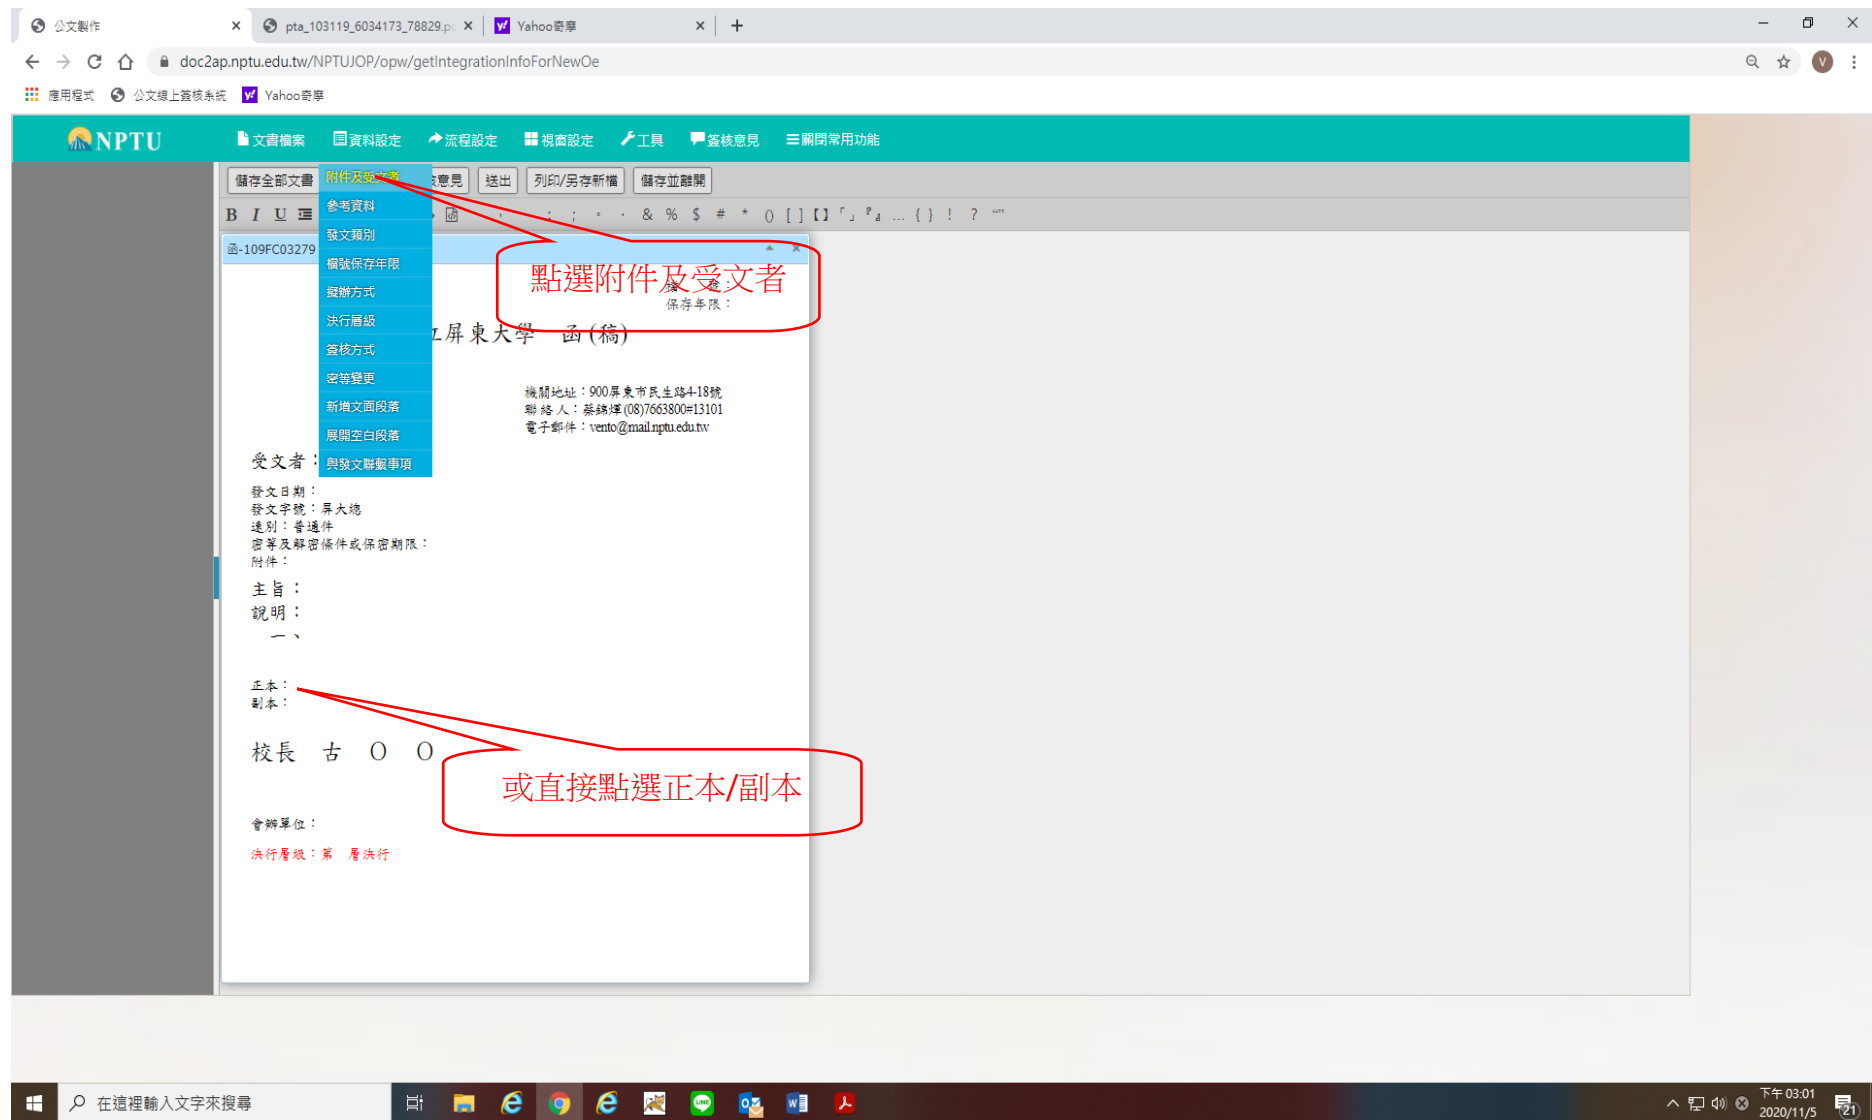 公文製作
pta_103119_6034173_78829.pc
Yahoo奇摩
doc2ap.nptu.edu.tw/NPTUJOP/opw/getIntegrationInfoForNewOe
V
應用程式 公文線上簽核系統 Yahoo奇摩
NPTU 文書檔案 資料設定 流程設定 視窗設定 工具 簽核意見 關閉常用功能
儲存全部文書 附件及受文者 核意見 送出 列印/另存新檔 儲存並離開
B I U & % $ # * () [ ] 【 】 「 」 『 』 ... { } ! ?
參考資料
發文類別
檔號保存年限
擬辦方式
決行層級
簽核方式
密等變更
新增文面段落
展開空白段落
與發文聯繫事項
函-109FC03279
點選附件及受文者
檔 號：
保存年限：
立屏東大學 函(稿)
機關地址：900屏東市民生路4-18號
聯絡人：蔡錦煇(08)7663800#13101
電子郵件：vento@mail.nptu.edu.tw
受文者：
發文日期：
發文字號：屏大總
速別：普通件
密等及解密條件或保密期限：
附件：
主旨：
說明：
一、
正本：
副本：
校長 古 O O
或直接點選正本/副本
會辦單位：
決行層級：第 層決行
在這裡輸入文字來搜尋
下午 03:01
2020/11/5
21